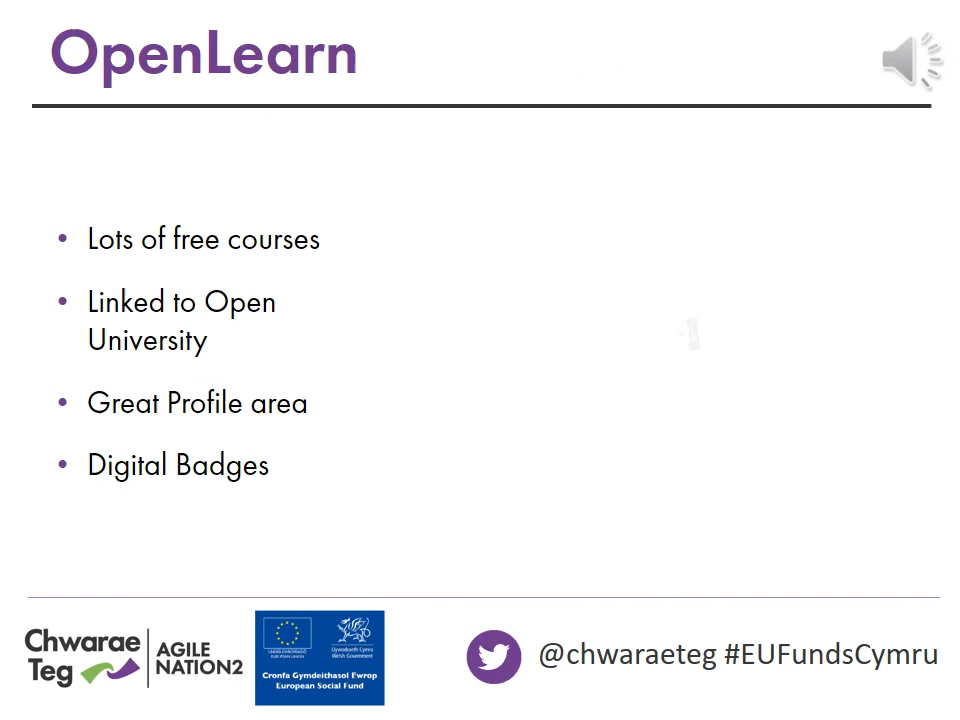 OpenLearn
• Lots of free courses
• Linked to Open
University
• Great Profile area
• Digital Badges
Chwarae
Teg
AGILE
NATION2
UNDEB EWROPEAIDD
EUROPEAN UNION
Llywodraeth Cymru
Welsh Government
Cronfa Gymdeithasol Ewrop
European Social Fund
@chwaraeteg #EUFundsCymru